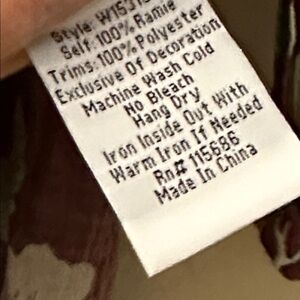 Style: W1531
Self: 100% Ramie
Trims: 100% Polyester
Exclusive Of Decoration
Machine Wash Cold
No Bleach
Hang Dry
Iron Inside Out With
Warm Iron If Needed
Rn# 115686
Made In China